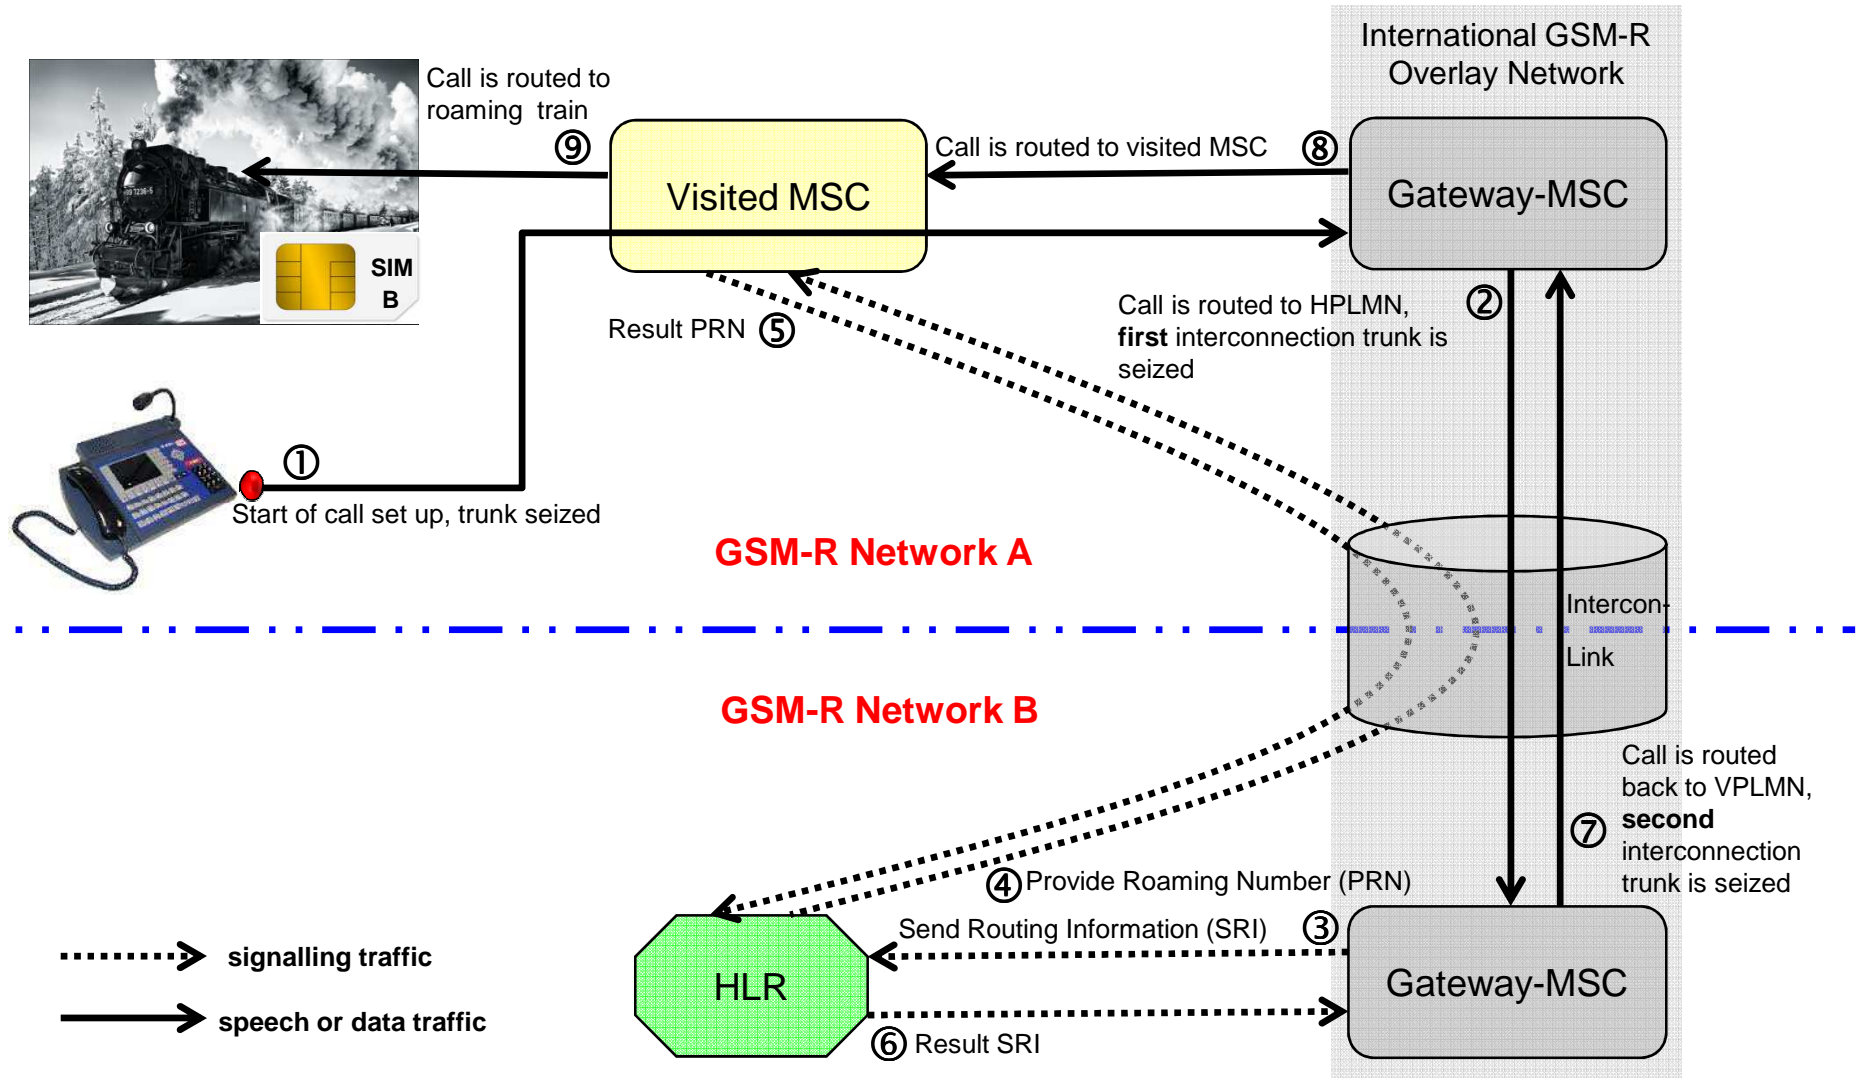 International GSM-R
Overlay Network
Call is routed to
roaming train
⑨
Call is routed to visited MSC
⑧
Visited MSC
Gateway-MSC
SIM
B
Result PRN ⑤
Call is routed to HPLMN,
first interconnection trunk is
seized
②
①
Start of call set up, trunk seized
GSM-R Network A
Intercon-
Link
GSM-R Network B
Call is routed
back to VPLMN,
second
interconnection
trunk is seized
⑦
④ Provide Roaming Number (PRN)
Send Routing Information (SRI) ③
HLR
Gateway-MSC
⑥ Result SRI
signalling traffic
speech or data traffic